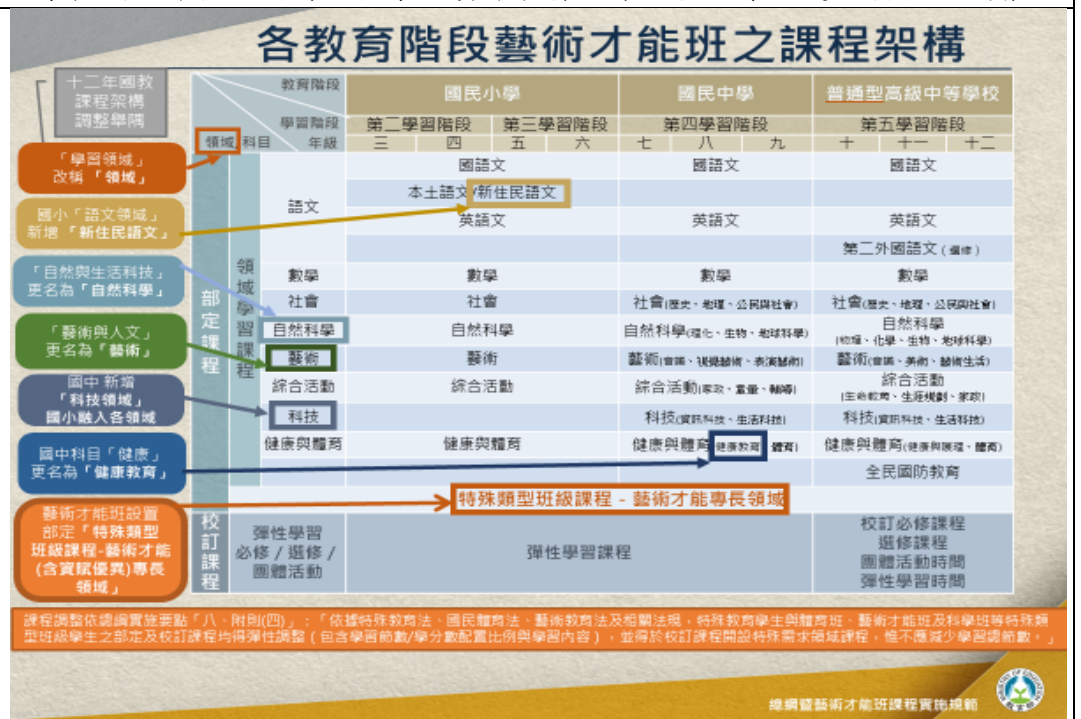 各教育階段藝術才能班之課程架構
十二年國教
課程架構
調整舉隅
「學習領域」
改稱「領域」
國小「語文領域」
新增「新住民語文」
「自然與生活科技」
更名為「自然科學」
「藝術與人文」
更名為「藝術」
國中 新增
「科技領域」
國小融入各領域
國中科目「健康」
更名為「健康教育」
藝術才能班設置
部定「特殊類型
班級課程-藝術才能
(含資賦優異)專長
領域」
教育階段 國民小學 國民中學 普通型高級中等學校
學習階段 第二學習階段 第三學習階段 第四學習階段 第五學習階段
領域 科目 年級 三 四 五 六 七 八 九 十 十一 十二
部定課程
領域學習課程
語文
國語文 國語文 國語文
本土語文/新住民語文
英語文 英語文 英語文
第二外國語文(選修)
數學 數學 數學 數學
社會 社會 社會(歷史、地理、公民與社會) 社會(歷史、地理、公民與社會)
自然科學 自然科學 自然科學(理化、生物、地球科學) 自然科學
(物理、化學、生物、地球科學)
藝術 藝術 藝術(音樂、視覺藝術、表演藝術) 藝術(音樂、美術、藝術生活)
綜合活動 綜合活動 綜合活動(家政、童軍、輔導) 綜合活動
(生命教育、生涯規劃、家政)
科技 科技(資訊科技、生活科技) 科技(資訊科技、生活科技)
健康與體育 健康與體育 健康與體育(健康教育、體育) 健康與體育(健康與護理、體育)
全民國防教育
特殊類型班級課程 - 藝術才能專長領域
校訂課程
彈性學習
必修 / 選修 /
團體活動
彈性學習課程
校訂必修課程
選修課程
團體活動時間
彈性學習時間
課程調整依總綱實施要點「八、附則(四)」：「依據特殊教育法、國民體育法、藝術教育法及相關法規，特殊教育學生與體育班、藝術才能班及科學班等特殊類
型班級學生之部定及校訂課程均得彈性調整(包含學習節數/學分數配置比例與學習內容)，並得於校訂課程開設特殊需求領域課程，惟不應減少學習總節數。」
總綱暨藝術才能班課程實施規範